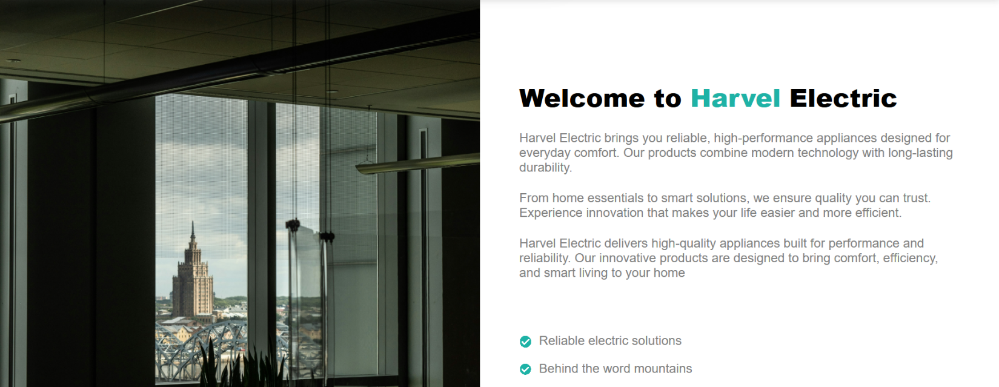 Welcome to Harvel Electric
Harvel Electric brings you reliable, high-performance appliances designed for
everyday comfort. Our products combine modern technology with long-lasting
durability.
From home essentials to smart solutions, we ensure quality you can trust.
Experience innovation that makes your life easier and more efficient.
Harvel Electric delivers high-quality appliances built for performance and
reliability. Our innovative products are designed to bring comfort, efficiency,
and smart living to your home
Reliable electric solutions
Behind the word mountains